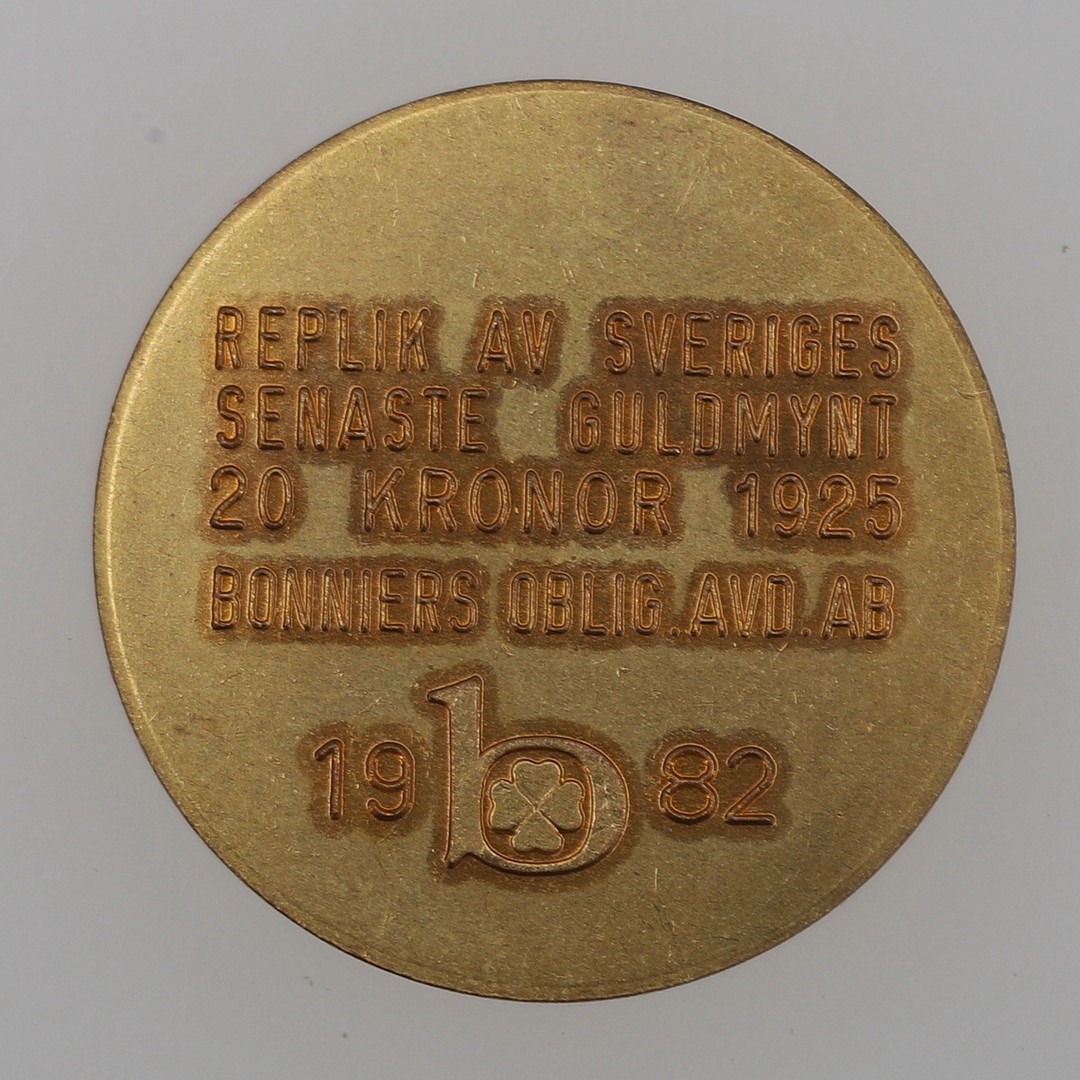 REPLIK AV SVERIGES
SENASTE GULDMYNT
20 KRONOR 1925
BONNIERS OBLIG.AVD.AB
19 b 82